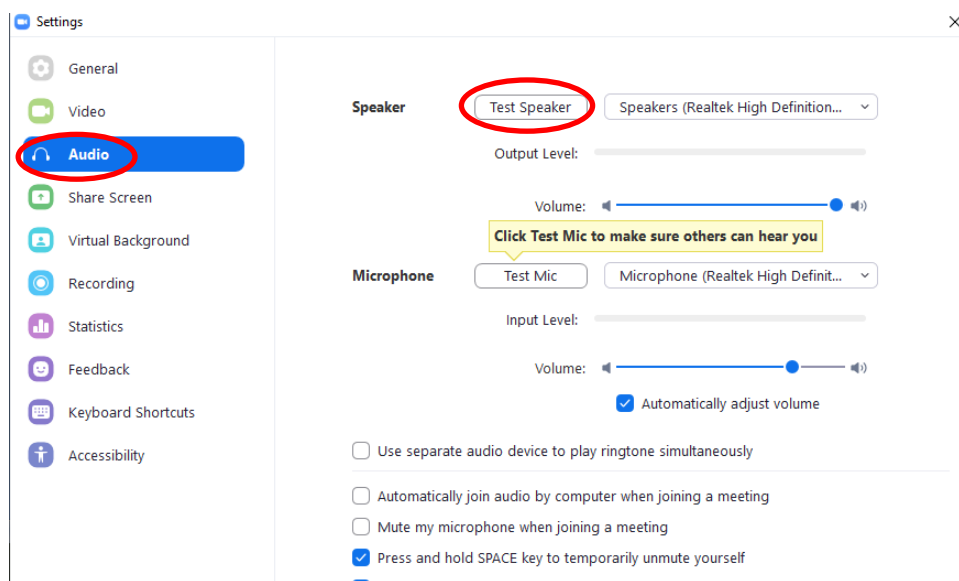 Settings
General
Video
Audio
Share Screen
Virtual Background
Recording
Statistics
Feedback
Keyboard Shortcuts
Accessibility
Speaker Test Speaker Speakers (Realtek High Definition...
Output Level:
Volume:
Click Test Mic to make sure others can hear you
Microphone Test Mic Microphone (Realtek High Definit...
Input Level:
Volume:
Automatically adjust volume
Use separate audio device to play ringtone simultaneously
Automatically join audio by computer when joining a meeting
Mute my microphone when joining a meeting
Press and hold SPACE key to temporarily unmute yourself